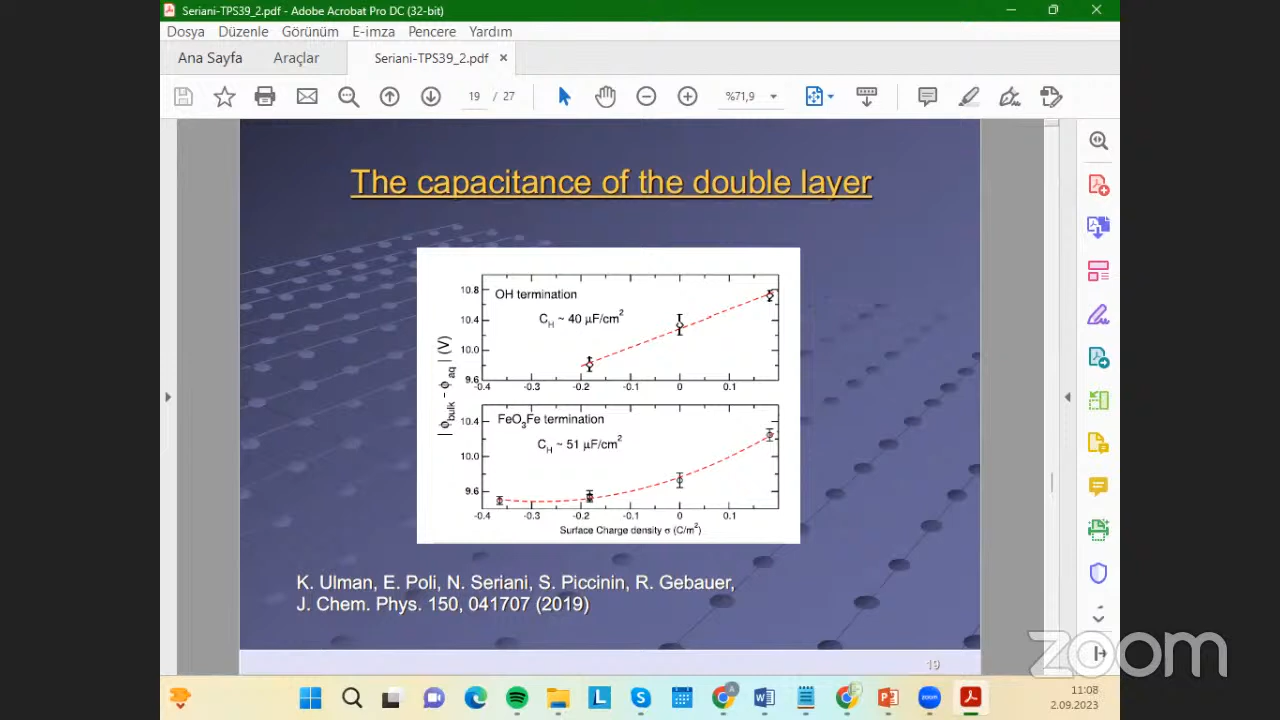 Seriani-TPS39_2.pdf - Adobe Acrobat Pro DC (32-bit)
Dosya Düzenle Görünüm E-imza Pencere Yardım
Ana Sayfa Araçlar Seriani-TPS39_2.pdf ×
19 / 27 %71,9
The capacitance of the double layer
10.8
10.4
10.0
9.6
OH termination
C_H ~ 40 μF/cm²
-0.4 -0.3 -0.2 -0.1 0 0.1
|ϕ_bulk - ϕ_aq| (V)
10.4
10.0
9.6
FeO₃Fe termination
C_H ~ 51 μF/cm²
-0.4 -0.3 -0.2 -0.1 0 0.1
Surface Charge density σ (C/m²)
K. Ulman, E. Poli, N. Seriani, S. Piccinin, R. Gebauer,
J. Chem. Phys. 150, 041707 (2019)
19
zoom
11:08
2.09.2023